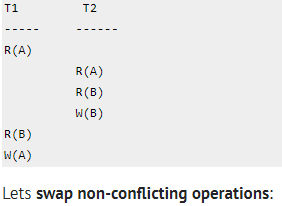 T1 T2
----- ------
R(A)
R(A)
R(B)
W(B)
R(B)
W(A)
Lets swap non-conflicting operations: